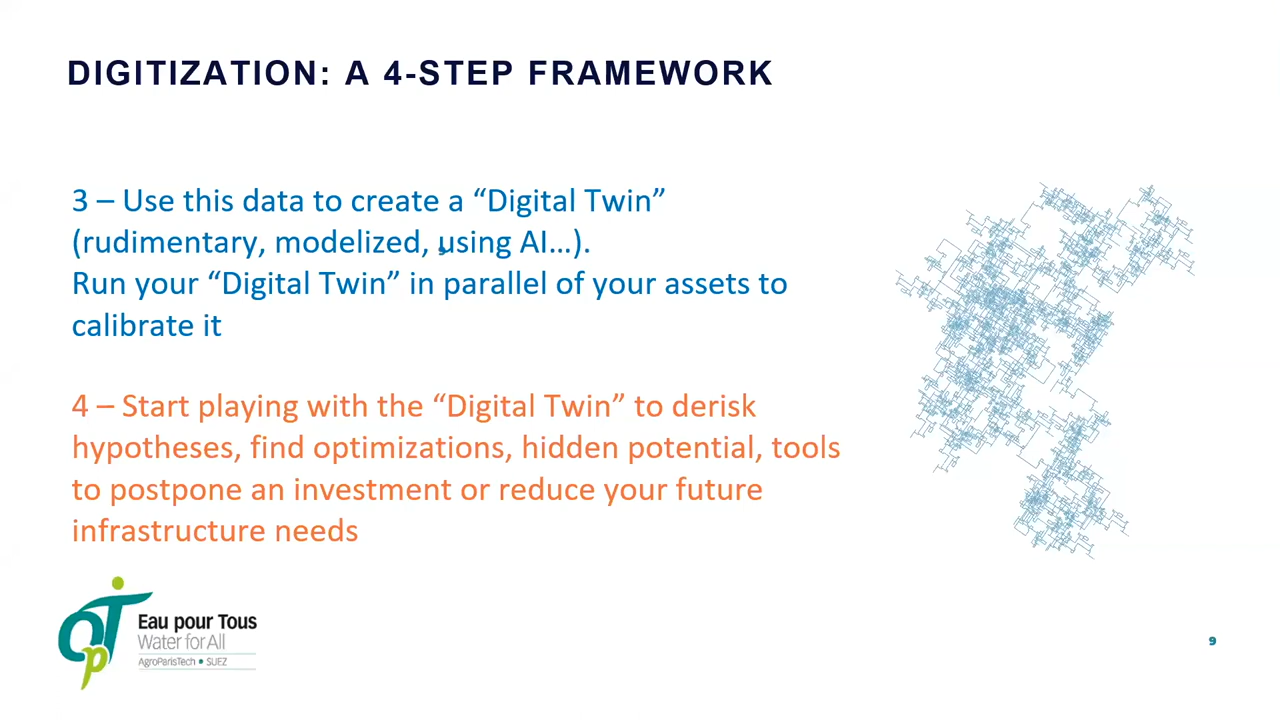 DIGITIZATION: A 4-STEP FRAMEWORK
3 – Use this data to create a “Digital Twin”
(rudimentary, modelized, using AI…).
Run your “Digital Twin” in parallel of your assets to
calibrate it
4 – Start playing with the “Digital Twin” to derisk
hypotheses, find optimizations, hidden potential, tools
to postpone an investment or reduce your future
infrastructure needs
OpT
Eau pour Tous
Water for All
AgroParisTech • SUEZ
9